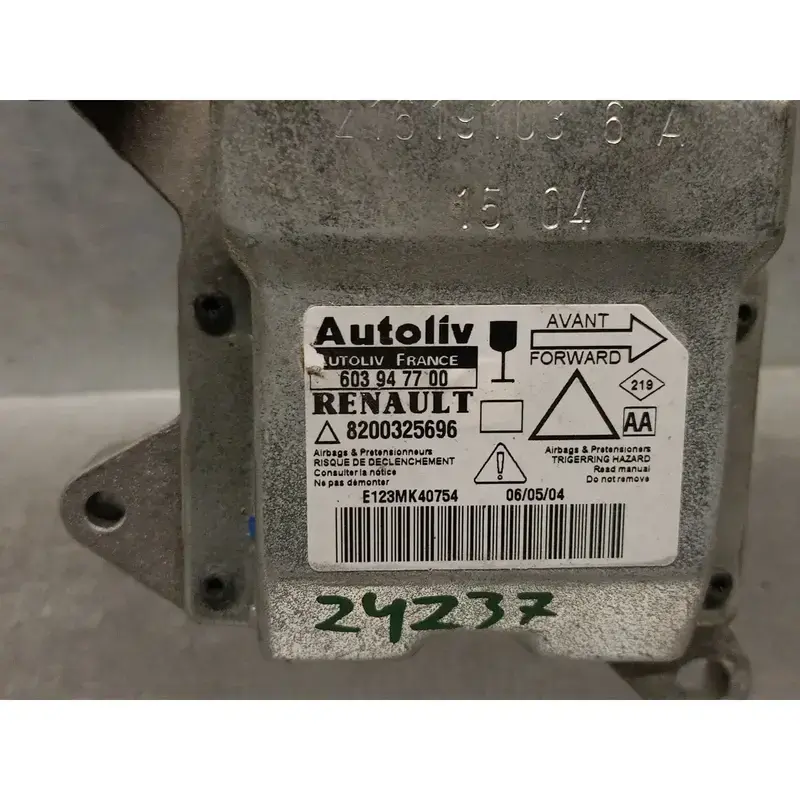 6 A
15 04
Autoliv
AUTOLIV FRANCE
603 94 77 00
RENAULT
8200325696
AVANT
FORWARD
219
AA
Airbags & Pretensionneurs
RISQUE DE DECLENCHEMENT
Consulter la notice
Ne pas démonter
Airbags & Pretensioners
TRIGERRING HAZARD
Read manual
Do not remove
E123MK40754 06/05/04
24237